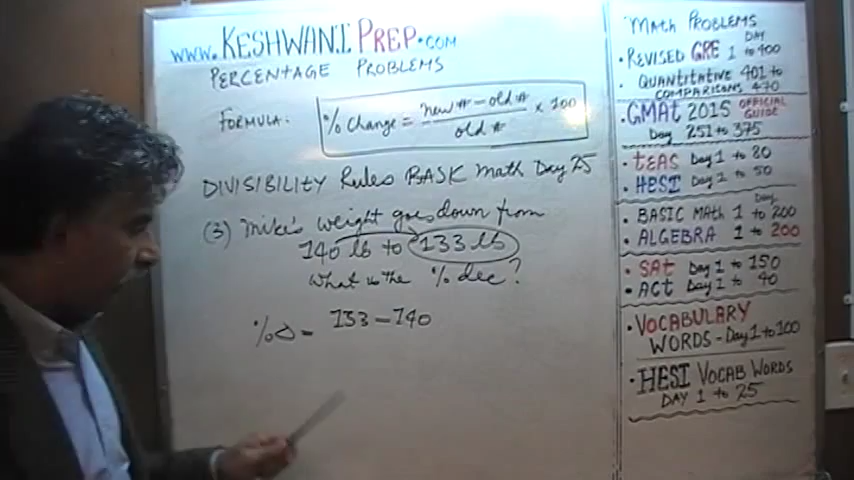 www.KESHWANI PREP.COM
PERCENTAGE PROBLEMS
FORMULA: % Change = new # - old # / old # x 100
DIVISIBILITY Rules BASK Math Day 25
(3) Mike's weight goes down from
140 lb to 133 lb
What is the % dec?
%Δ = 133 - 140
Math PROBLEMS
DAY
• REVISED GRE 1 to 400
• QUANTITATIVE 401 to
COMPARISONS 470
• GMAt 2015 OFFICIAL GUIDE
Day 251 to 375
• tEAS Day 1 to 80
• HESI Day 1 to 50
Day
• BASIC MAth 1 to 200
• ALGEBRA 1 to 200
• SAt Day 1 to 150
• ACt Day 1 to 40
• VOCABULARY
WORDS - Day 1 to 100
• HESI VOCAB WORDS
DAY 1 to 25